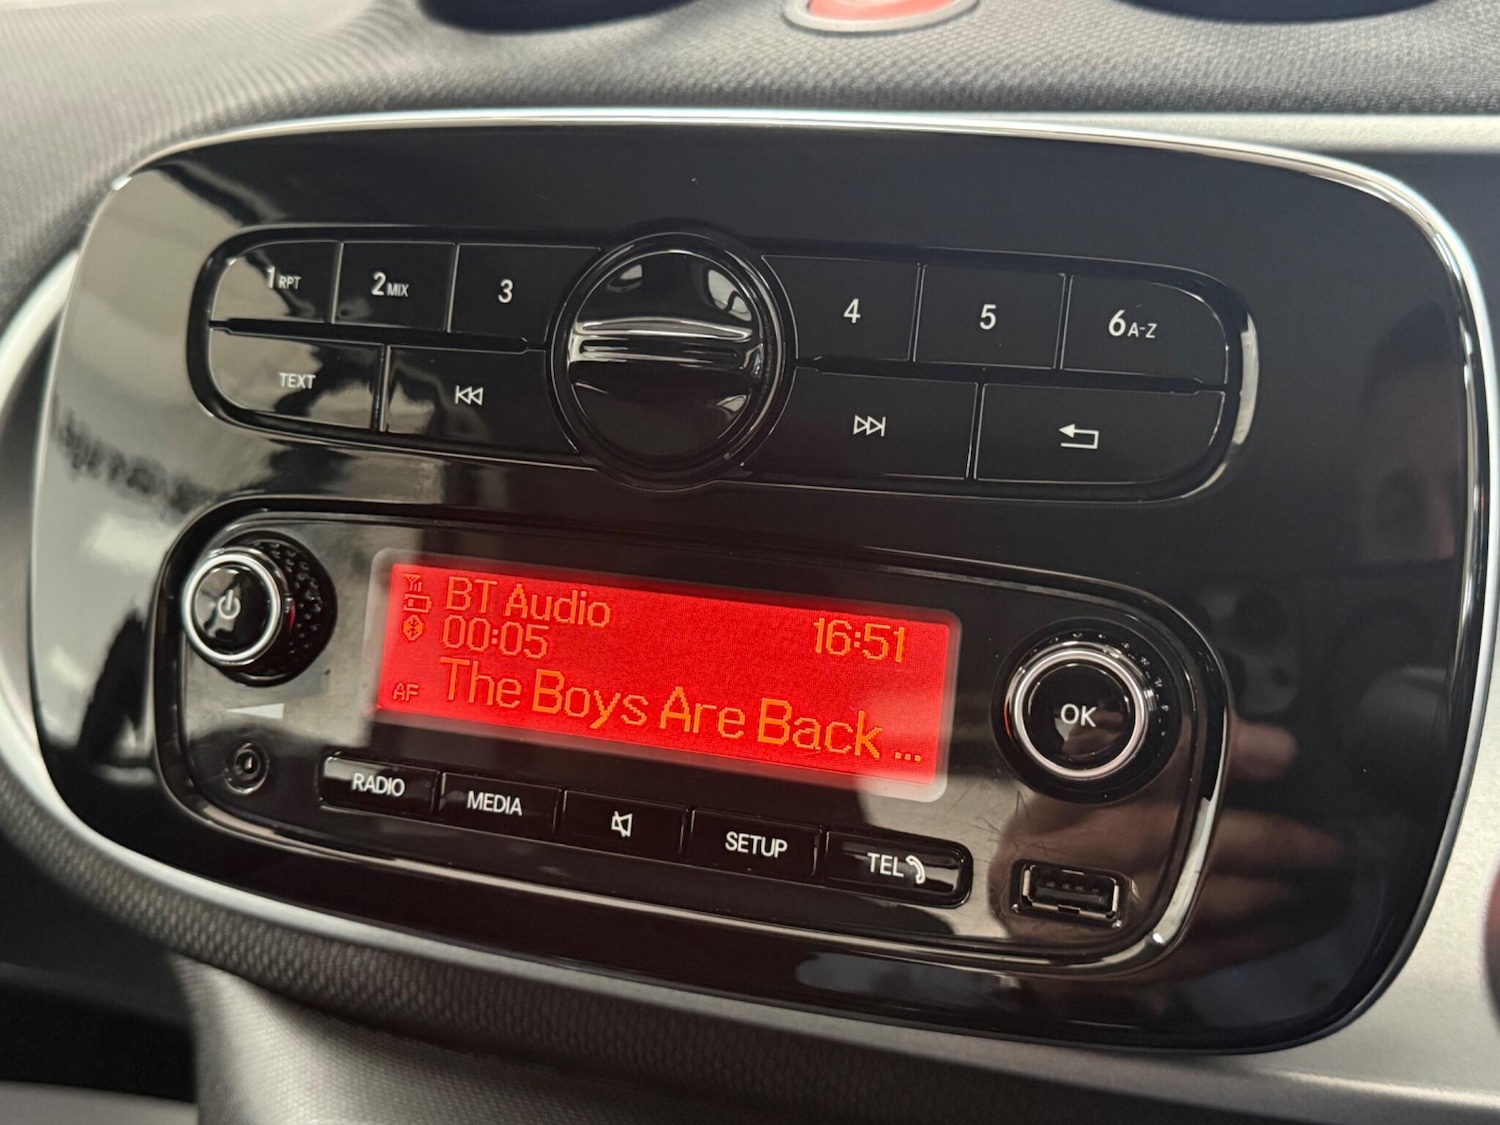 1 RPT 2 MIX 3 4 5 6 A-Z
TEXT
BT Audio
00:05 16:51
AF The Boys Are Back ...
OK
RADIO MEDIA SETUP TEL